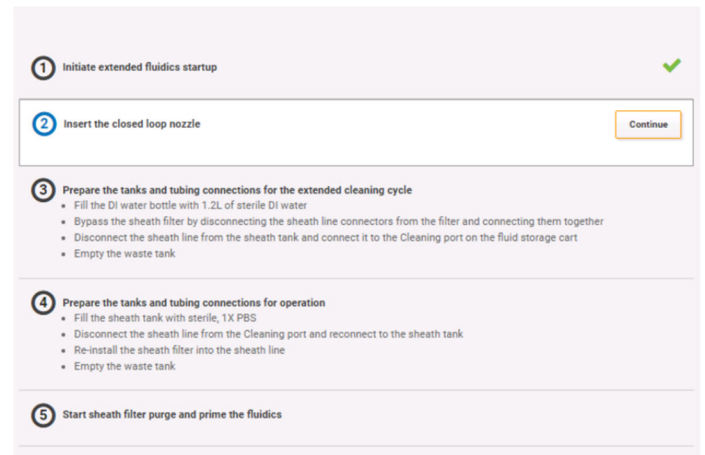 1 Initiate extended fluidics startup
2 Insert the closed loop nozzle Continue
3 Prepare the tanks and tubing connections for the extended cleaning cycle
• Fill the DI water bottle with 1.2L of sterile DI water
• Bypass the sheath filter by disconnecting the sheath line connectors from the filter and connecting them together
• Disconnect the sheath line from the sheath tank and connect it to the Cleaning port on the fluid storage cart
• Empty the waste tank
4 Prepare the tanks and tubing connections for operation
• Fill the sheath tank with sterile, 1X PBS
• Disconnect the sheath line from the Cleaning port and reconnect to the sheath tank
• Re-install the sheath filter into the sheath line
• Empty the waste tank
5 Start sheath filter purge and prime the fluidics